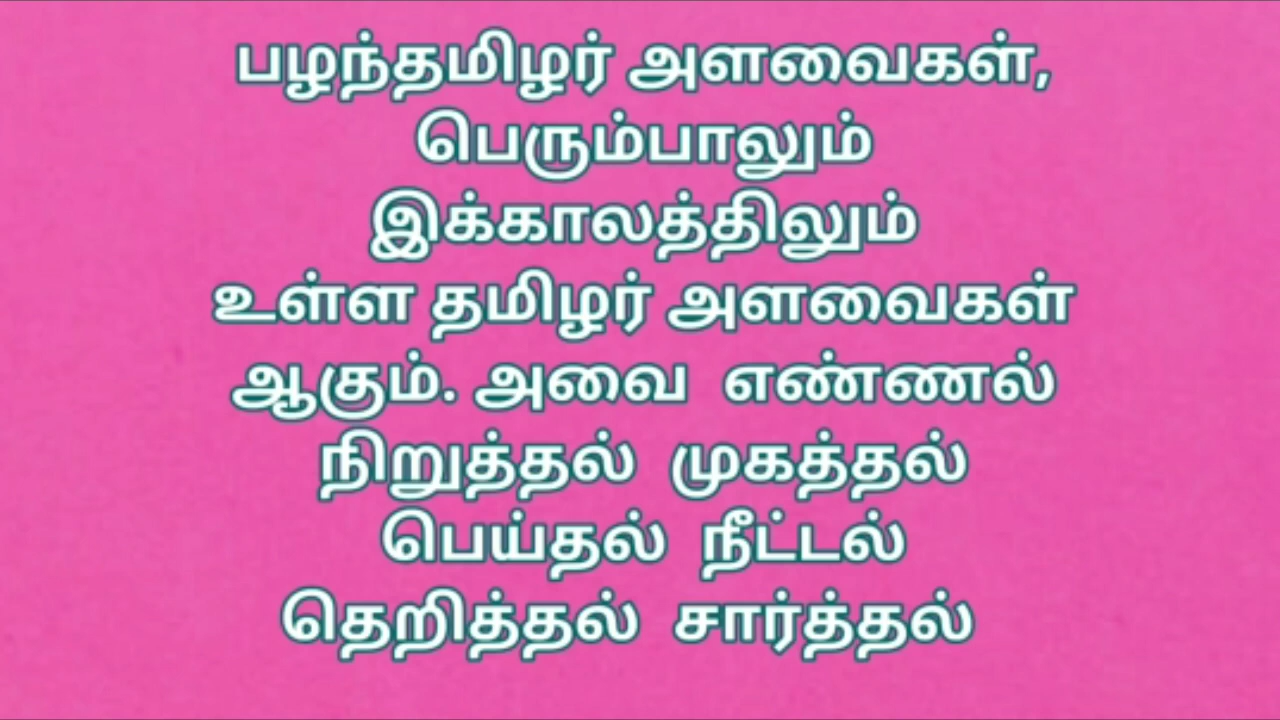 பழந்தமிழர் அளவைகள்,
பெரும்பாலும்
இக்காலத்திலும்
உள்ள தமிழர் அளவைகள்
ஆகும். அவை எண்ணல்
நிறுத்தல் முகத்தல்
பெய்தல் நீட்டல்
தெறித்தல் சார்த்தல்